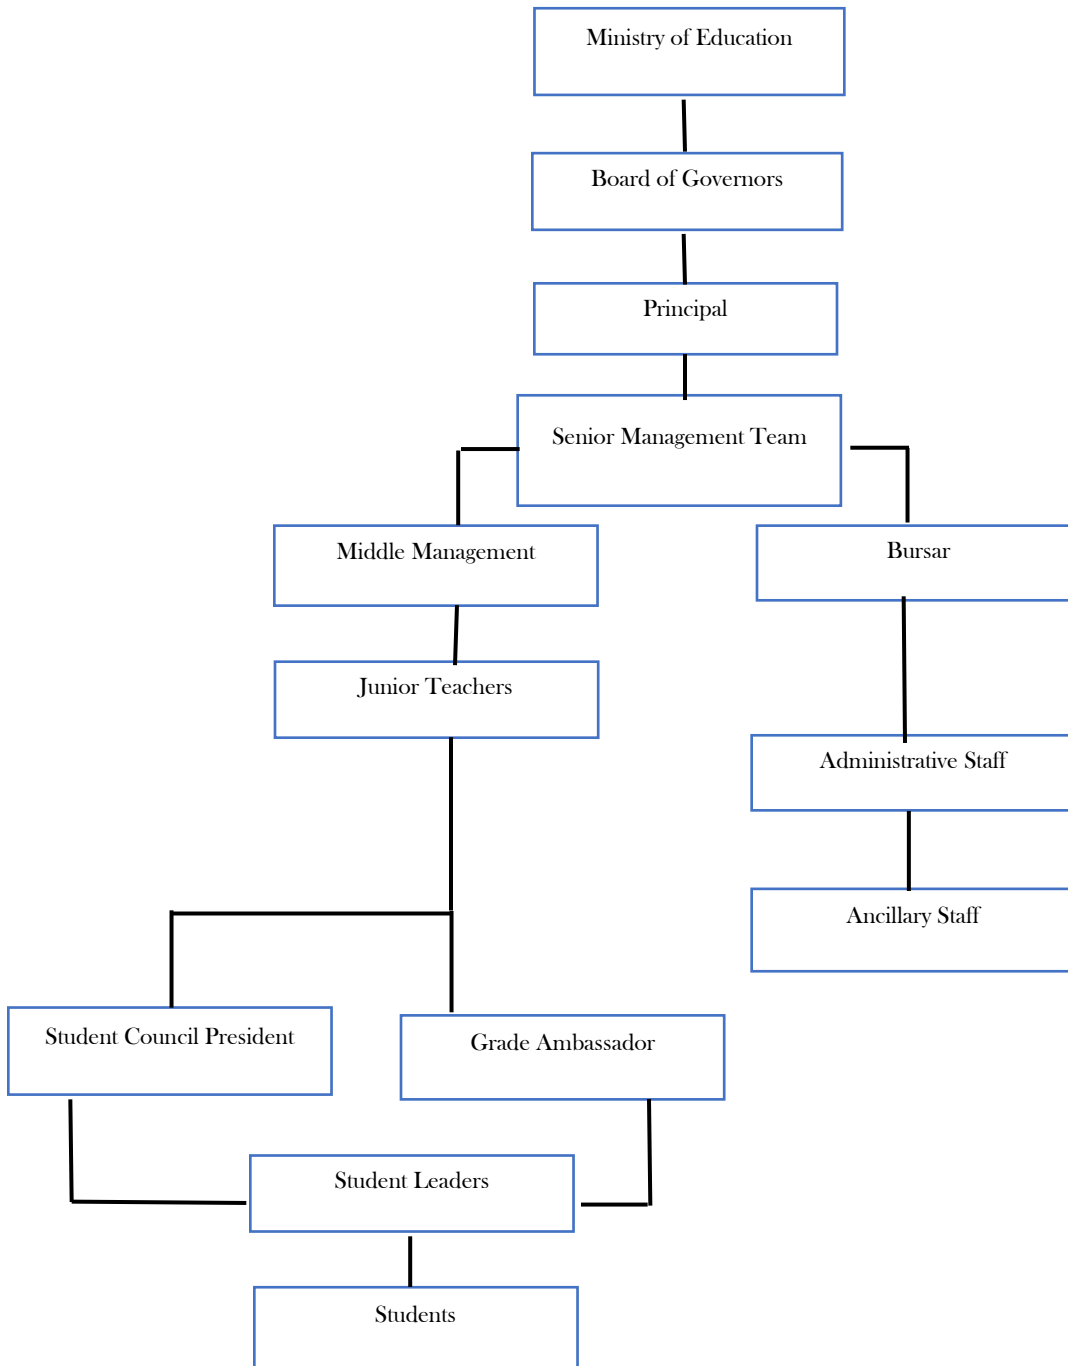 Ministry of Education
Board of Governors
Principal
Senior Management Team
Middle Management
Bursar
Junior Teachers
Administrative Staff
Ancillary Staff
Student Council President
Grade Ambassador
Student Leaders
Students